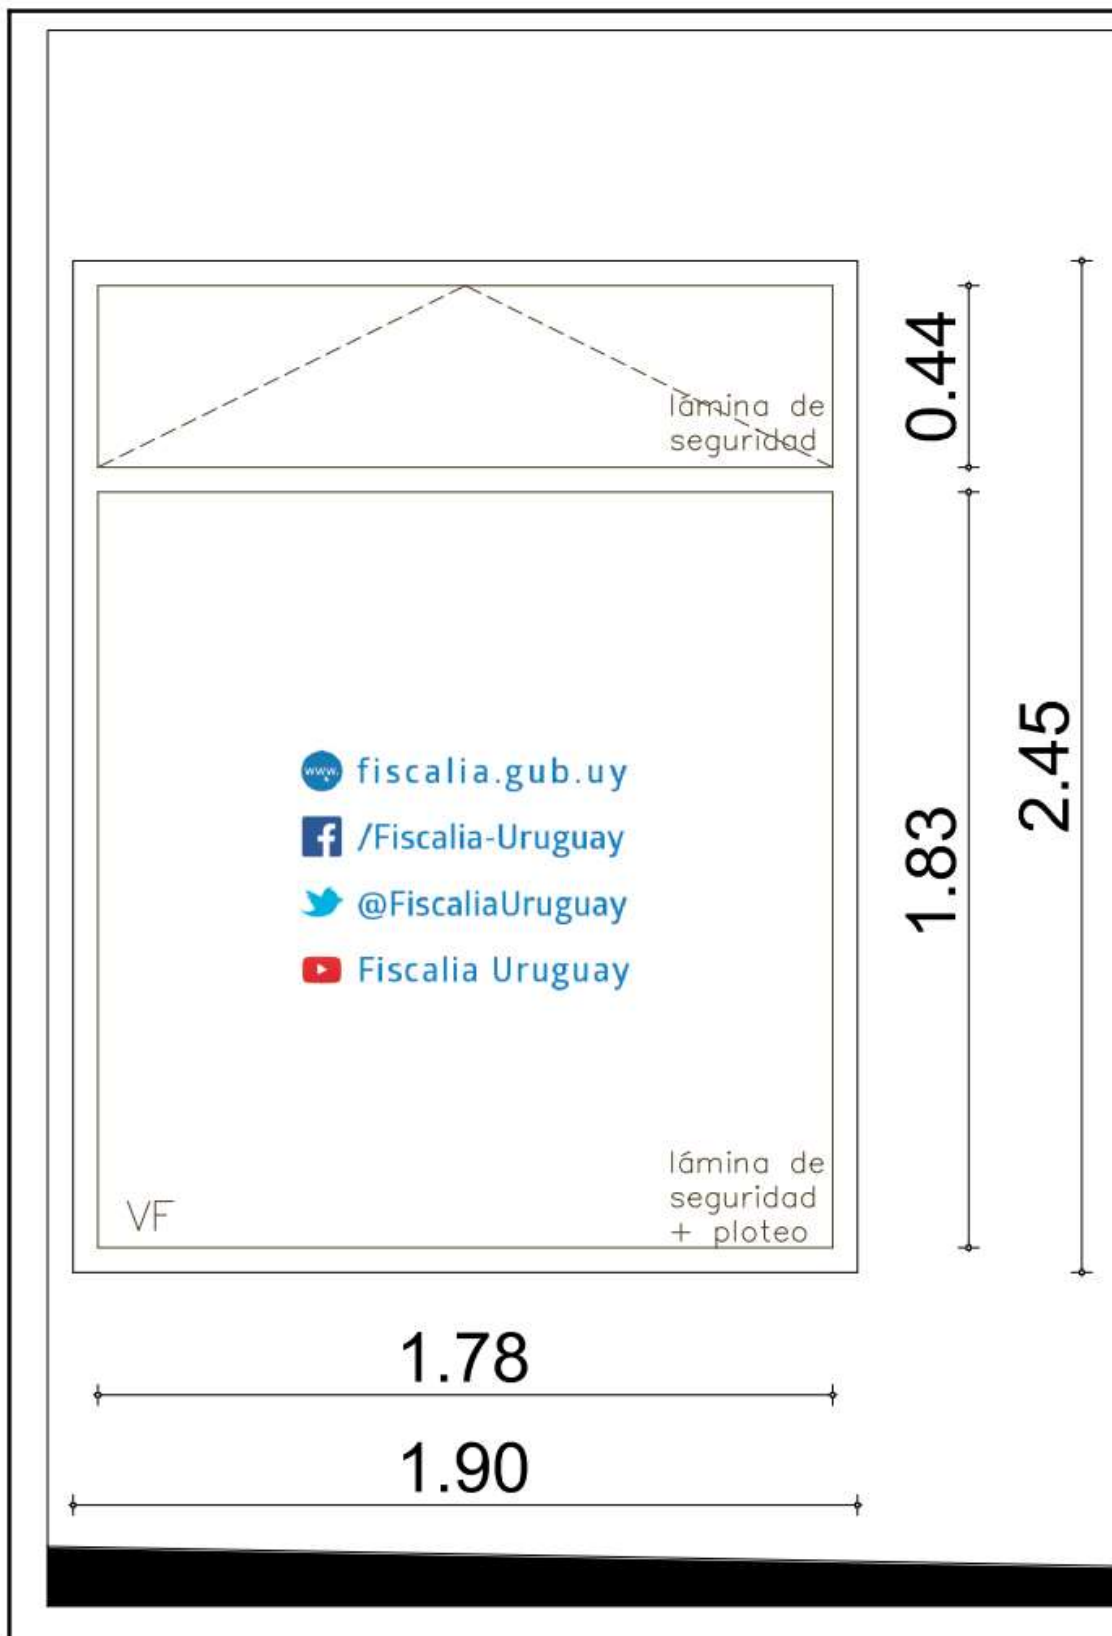 lámina de
seguridad
0.44
www.
fiscalia.gub.uy
/Fiscalia-Uruguay
@FiscaliaUruguay
Fiscalia Uruguay
1.83
2.45
VF
lámina de
seguridad
+ ploteo
1.78
1.90